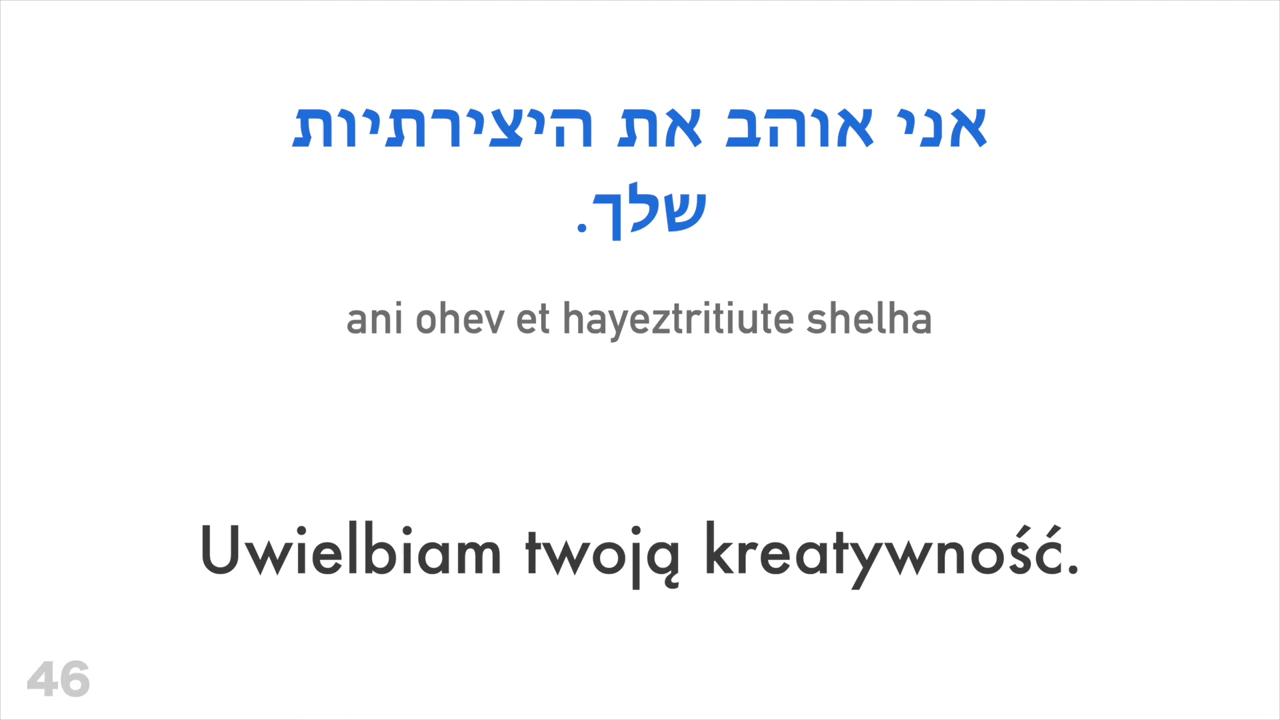 אני אוהב את היצירתיות
שלך.
ani ohev et hayeztritiute shelha
Uwielbiam twoją kreatywność.
46